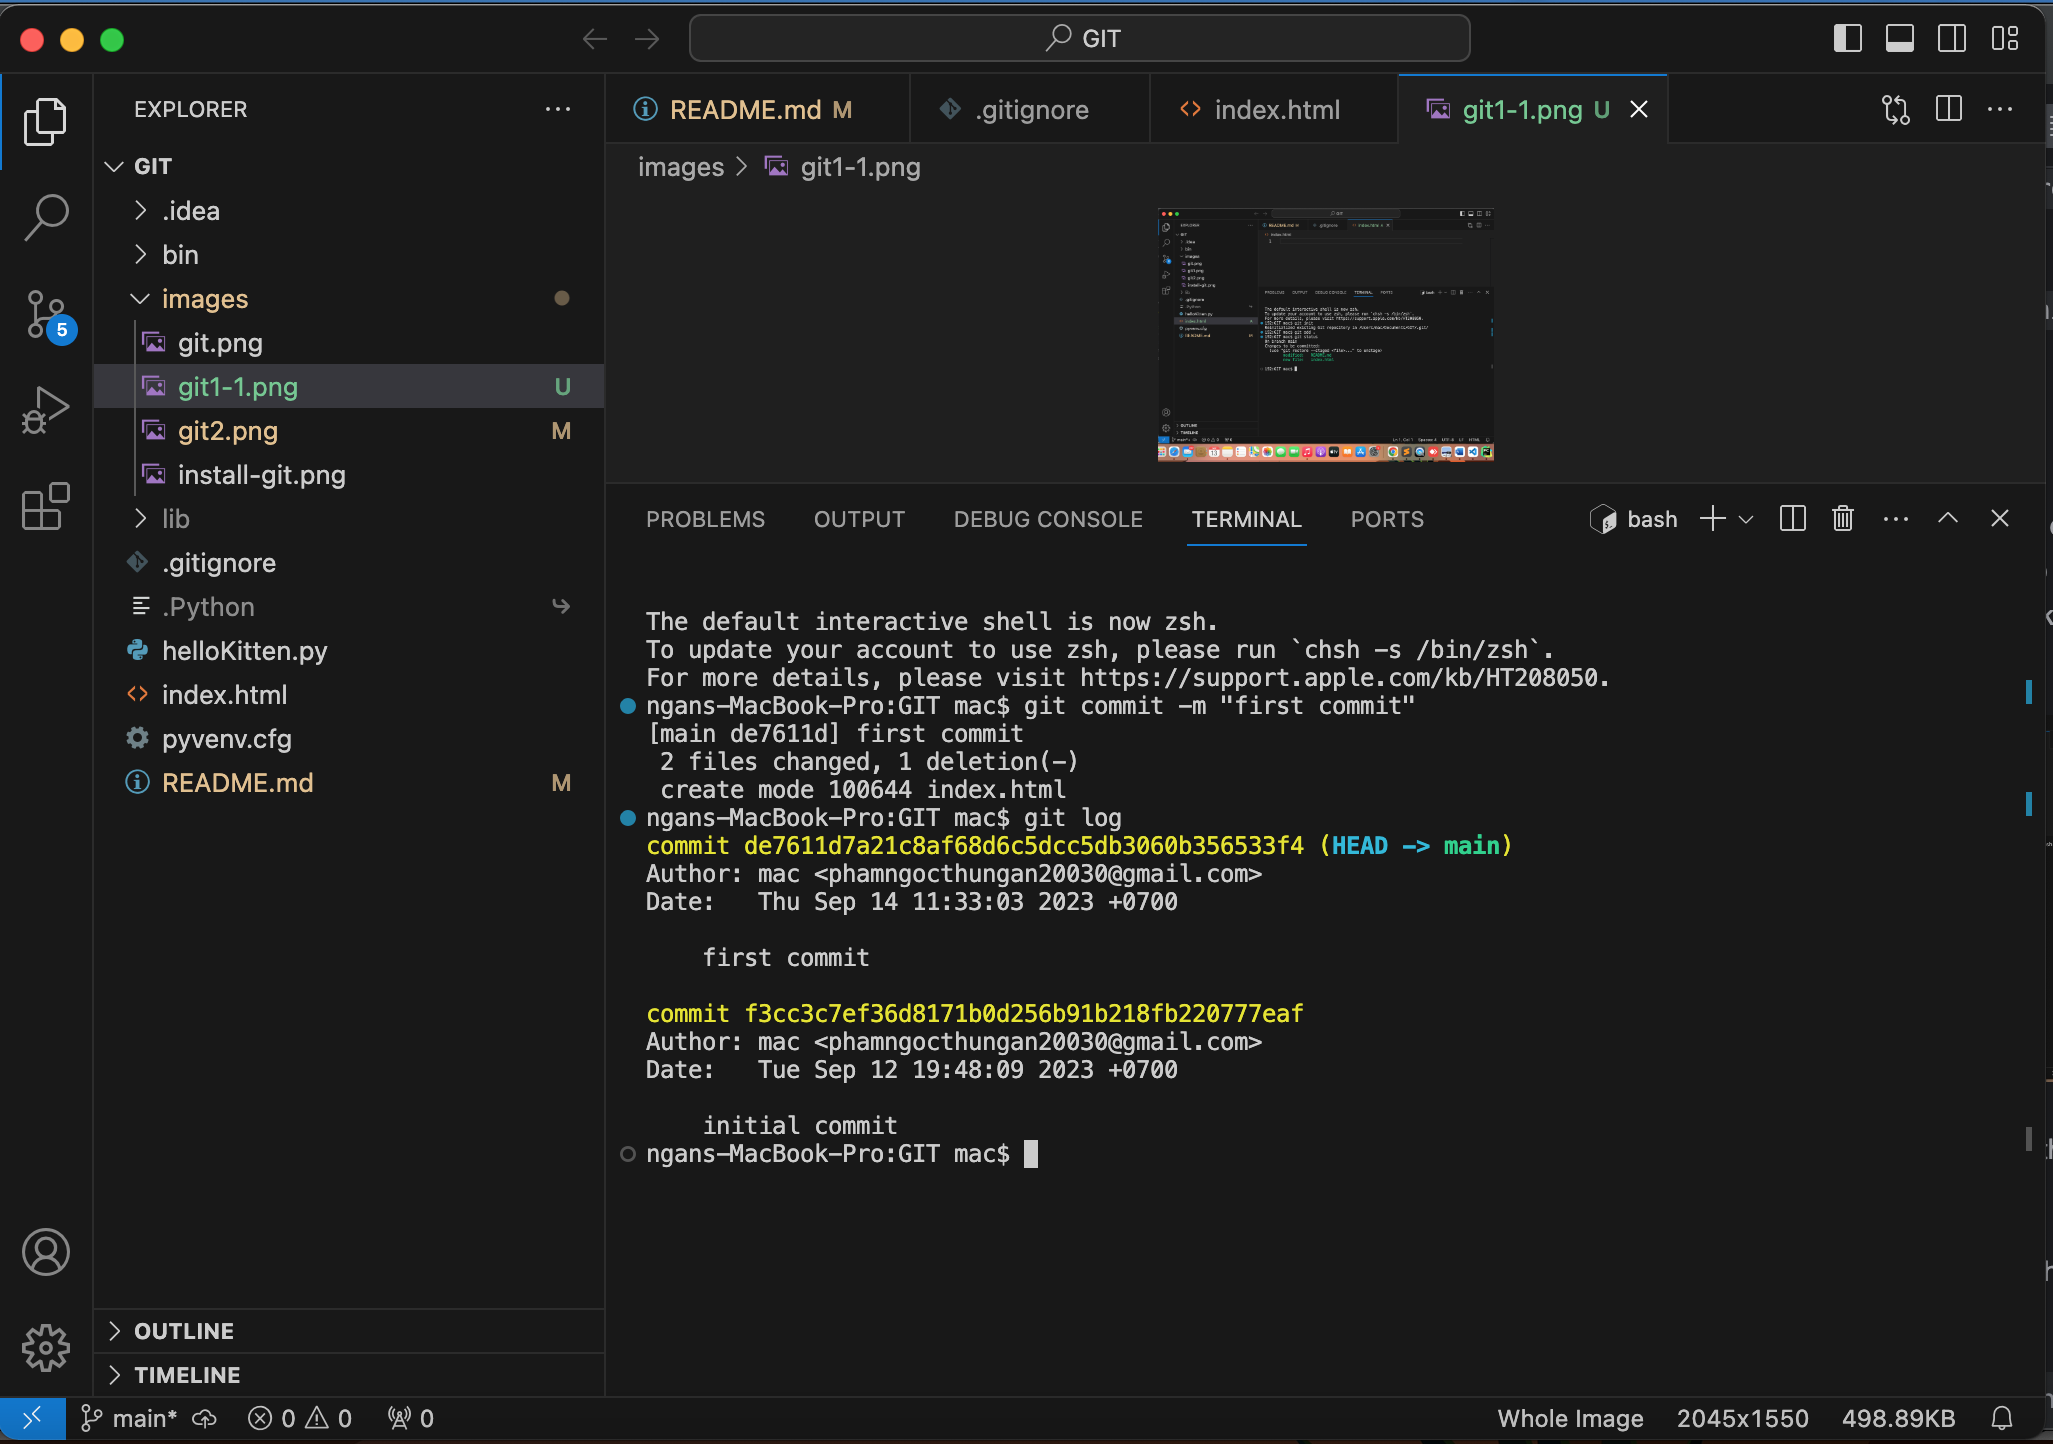 GIT
EXPLORER
README.md M
.gitignore
index.html
git1-1.png U
GIT
images > git1-1.png
.idea
bin
images
git.png
git1-1.png U
git2.png M
install-git.png
lib
.gitignore
.Python
helloKitten.py
index.html
pyvenv.cfg
README.md M
5
PROBLEMS OUTPUT DEBUG CONSOLE TERMINAL PORTS bash
The default interactive shell is now zsh.
To update your account to use zsh, please run `chsh -s /bin/zsh`.
For more details, please visit https://support.apple.com/kb/HT208050.
ngans-MacBook-Pro:GIT mac$ git commit -m "first commit"
[main de7611d] first commit
2 files changed, 1 deletion(-)
create mode 100644 index.html
ngans-MacBook-Pro:GIT mac$ git log
commit de7611d7a21c8af68d6c5dcc5db3060b356533f4 (HEAD -> main)
Author: mac <phamngocthungan20030@gmail.com>
Date:   Thu Sep 14 11:33:03 2023 +0700
first commit
commit f3cc3c7ef36d8171b0d256b91b218fb220777eaf
Author: mac <phamngocthungan20030@gmail.com>
Date:   Tue Sep 12 19:48:09 2023 +0700
initial commit
ngans-MacBook-Pro:GIT mac$
OUTLINE
TIMELINE
main* 0 0 0 Whole Image 2045x1550 498.89KB